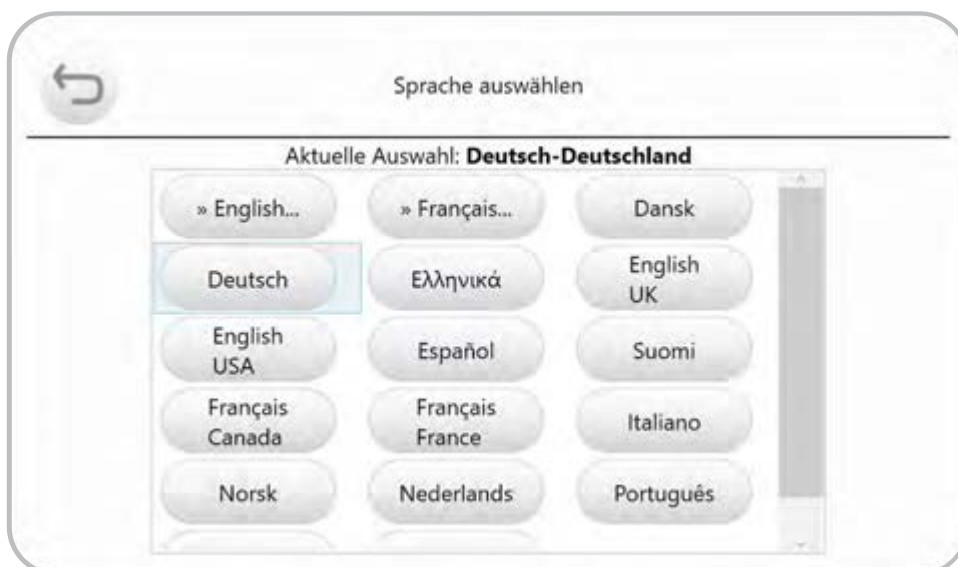 Sprache auswählen
Aktuelle Auswahl: Deutsch-Deutschland
» English...
» Français...
Dansk
Deutsch
Ελληνικά
English
UK
English
USA
Español
Suomi
Français
Canada
Français
France
Italiano
Norsk
Nederlands
Português